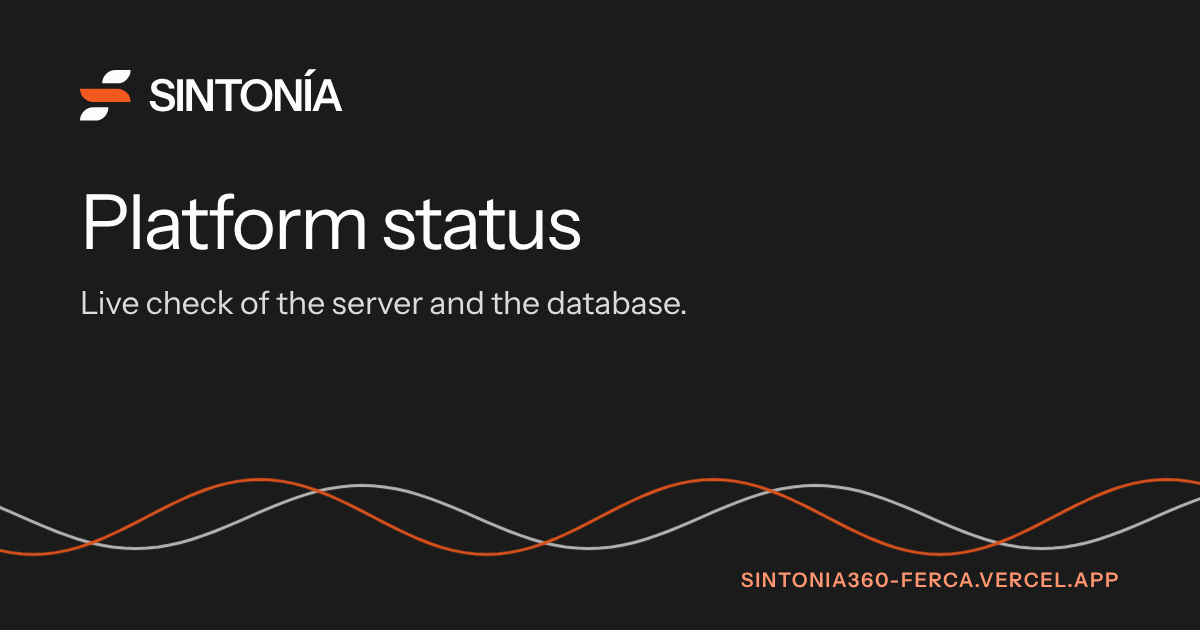 SINTONÍA
Platform status
Live check of the server and the database.
SINTONIA360-FERCA.VERCEL.APP